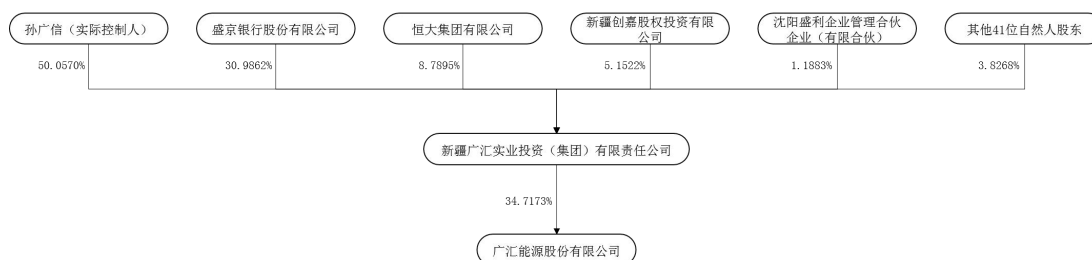 孙广信（实际控制人）
盛京银行股份有限公司
恒大集团有限公司
新疆创嘉股权投资有限
公司
沈阳盛利企业管理合伙
企业（有限合伙）
其他41位自然人股东
50.0570%
30.9862%
8.7895%
5.1522%
1.1883%
3.8268%
新疆广汇实业投资（集团）有限责任公司
34.7173%
广汇能源股份有限公司